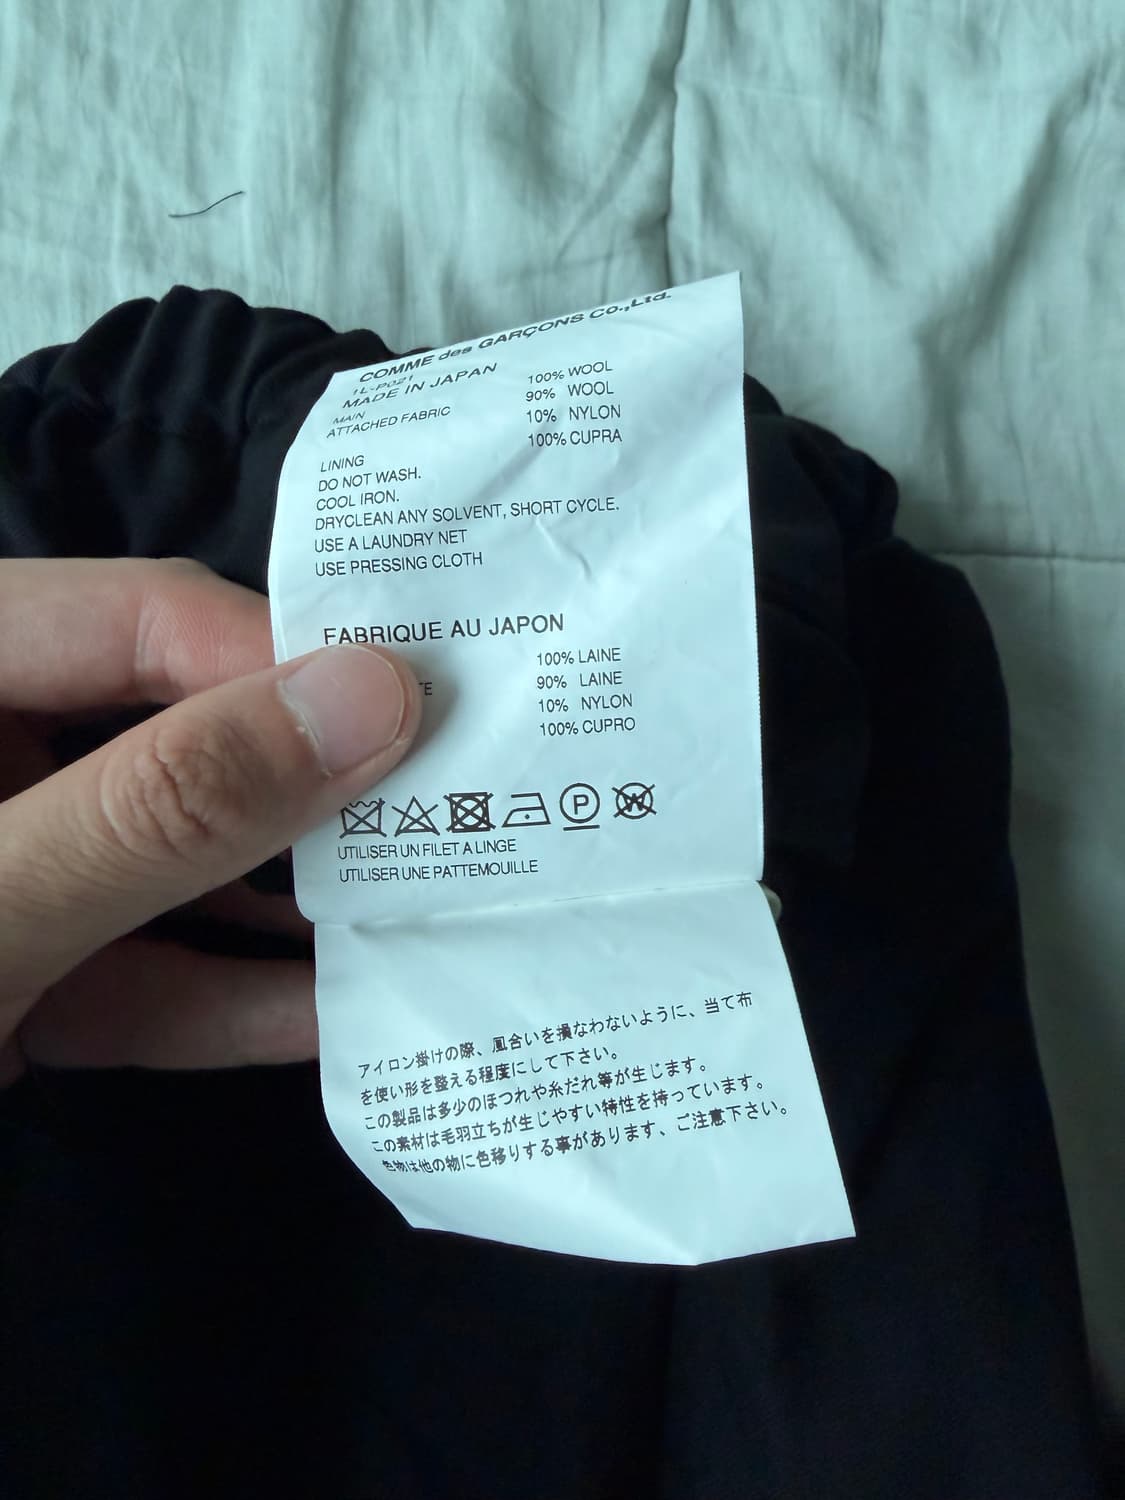 COMME des GARÇONS Co.,Ltd.
1L-P021
MADE IN JAPAN
MAIN 100% WOOL
ATTACHED FABRIC 90% WOOL
10% NYLON
LINING 100% CUPRA
DO NOT WASH.
COOL IRON.
DRYCLEAN ANY SOLVENT, SHORT CYCLE.
USE A LAUNDRY NET
USE PRESSING CLOTH
FABRIQUE AU JAPON
100% LAINE
TE 90% LAINE
10% NYLON
100% CUPRO
P W
UTILISER UN FILET A LINGE
UTILISER UNE PATTEMOUILLE
アイロン掛けの際、風合いを損なわないように、当て布
を使い形を整える程度にして下さい。
この製品は多少のほつれや糸だれ等が生じます。
この素材は毛羽立ちが生じやすい特性を持っています。
色物は他の物に色移りする事があります、ご注意下さい。